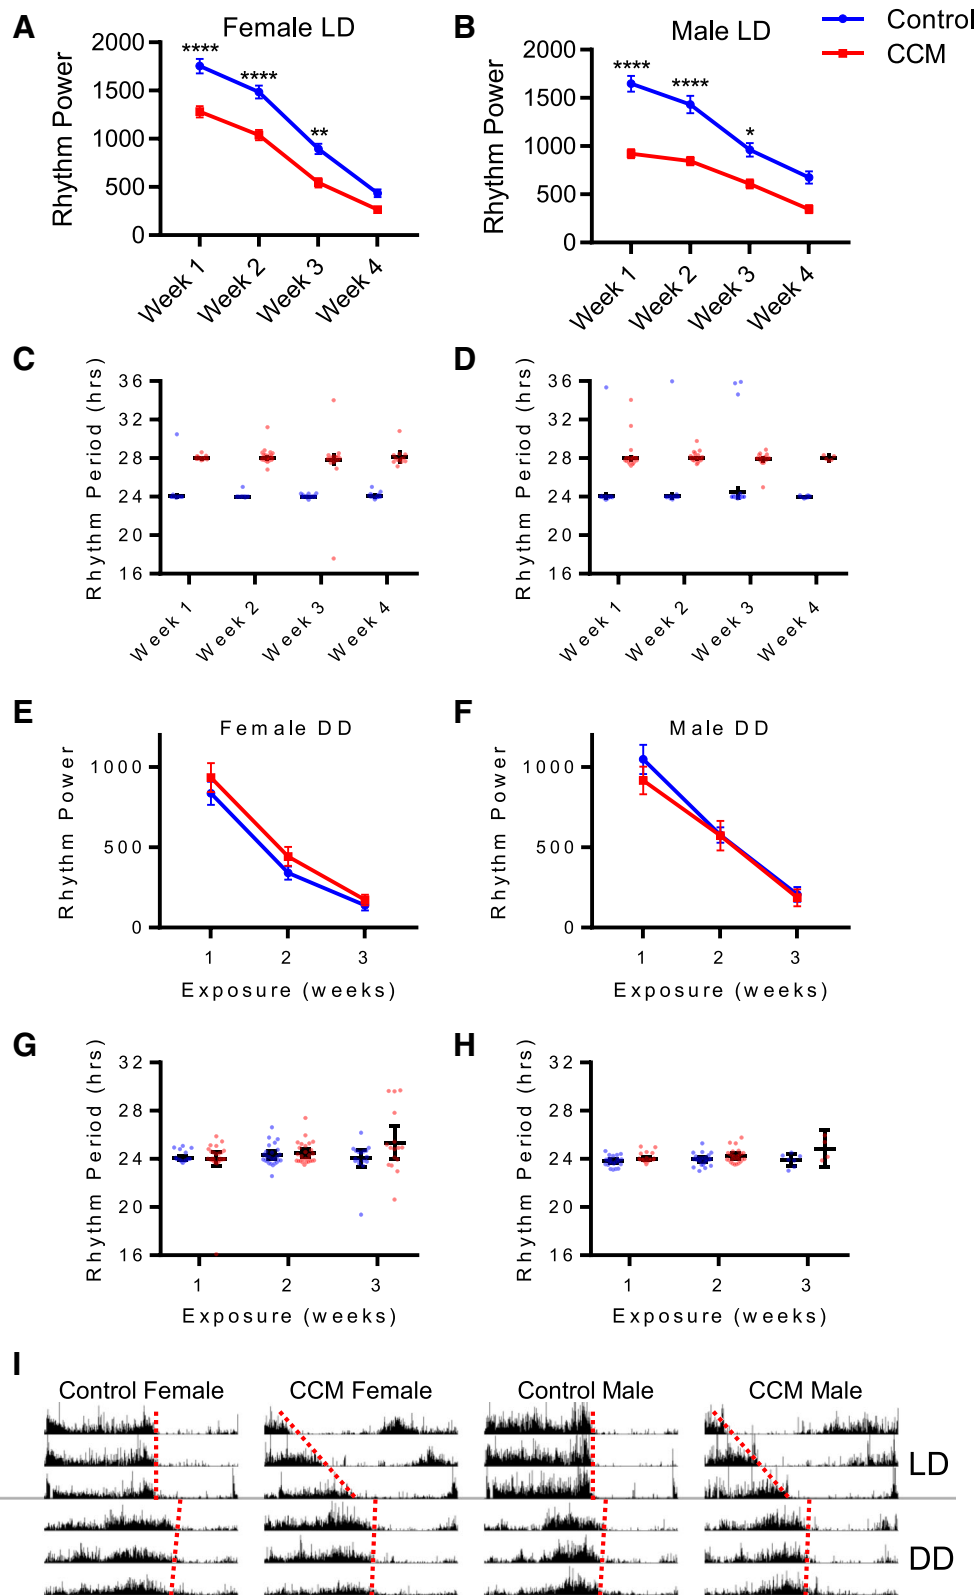 A
Female LD
B
Male LD
Control
CCM
Rhythm Power
2000
1500
1000
500
0
****
****
**
Week 1
Week 2
Week 3
Week 4
Rhythm Power
2000
1500
1000
500
0
****
****
*
Week 1
Week 2
Week 3
Week 4
C
Rhythm Period (hrs)
36
32
28
24
20
16
Week 1
Week 2
Week 3
Week 4
D
Rhythm Period (hrs)
36
32
28
24
20
16
Week 1
Week 2
Week 3
Week 4
E
Female DD
Rhythm Power
1000
500
0
1 2 3
Exposure (weeks)
F
Male DD
Rhythm Power
1000
500
0
1 2 3
Exposure (weeks)
G
Rhythm Period (hrs)
32
28
24
20
16
1 2 3
Exposure (weeks)
H
Rhythm Period (hrs)
32
28
24
20
16
1 2 3
Exposure (weeks)
I
Control Female
CCM Female
Control Male
CCM Male
LD
DD